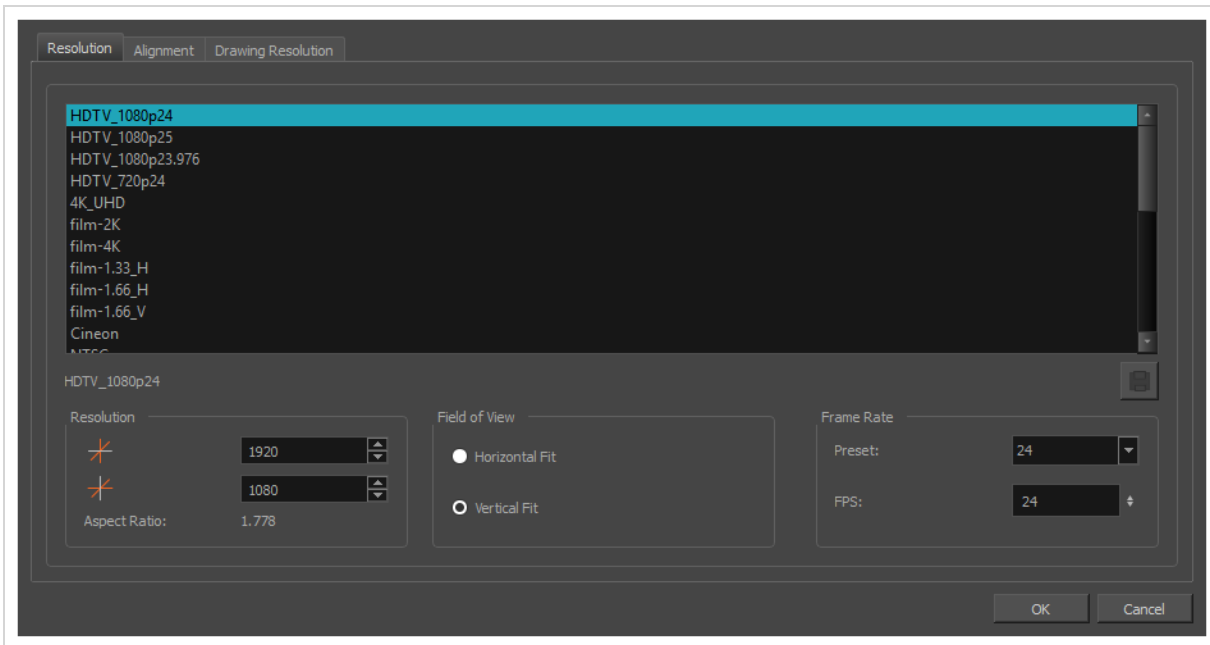 Resolution Alignment Drawing Resolution
HDTV_1080p24
HDTV_1080p25
HDTV_1080p23.976
HDTV_720p24
4K_UHD
film-2K
film-4K
film-1.33_H
film-1.66_H
film-1.66_V
Cineon
HDTV_1080p24
Resolution
1920
1080
Aspect Ratio: 1.778
Field of View
Horizontal Fit
Vertical Fit
Frame Rate
Preset: 24
FPS: 24
OK Cancel